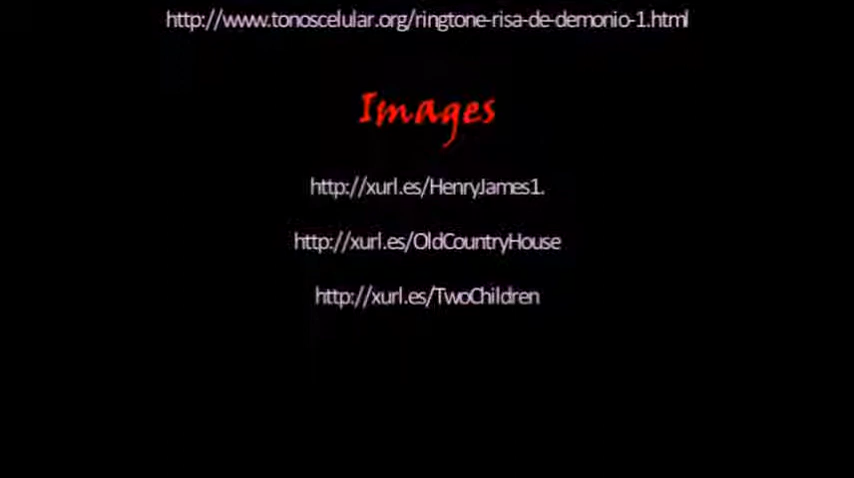 http://www.tonoscelular.org/ringtone-risa-de-demonio-1.html
Images
http://xurl.es/HenryJames1.
http://xurl.es/OldCountryHouse
http://xurl.es/TwoChildren